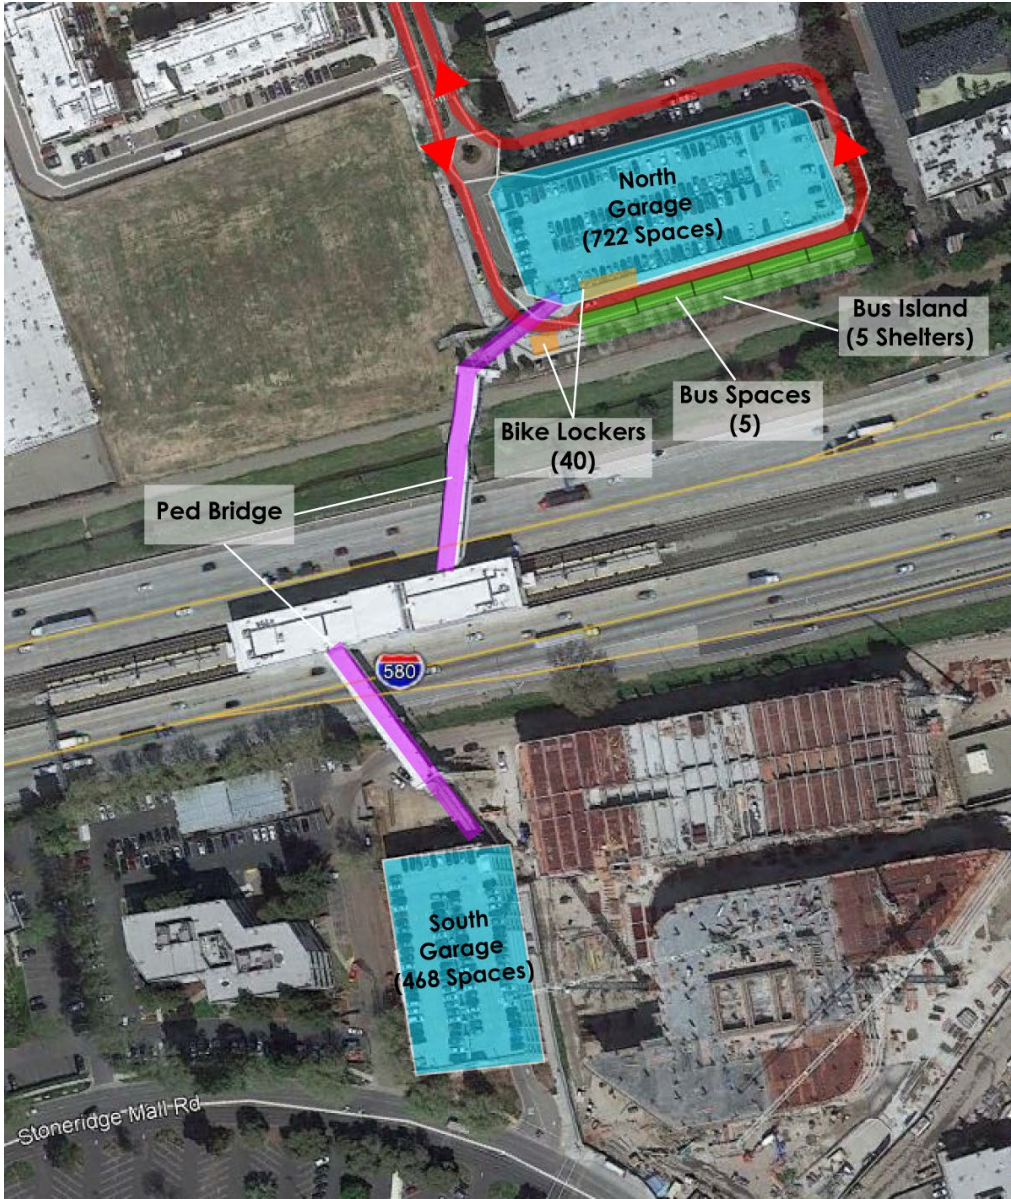 North
Garage
(722 Spaces)
Bus Island
(5 Shelters)
Bus Spaces
(5)
Bike Lockers
(40)
Ped Bridge
580
South
Garage
(468 Spaces)
Stoneridge Mall Rd